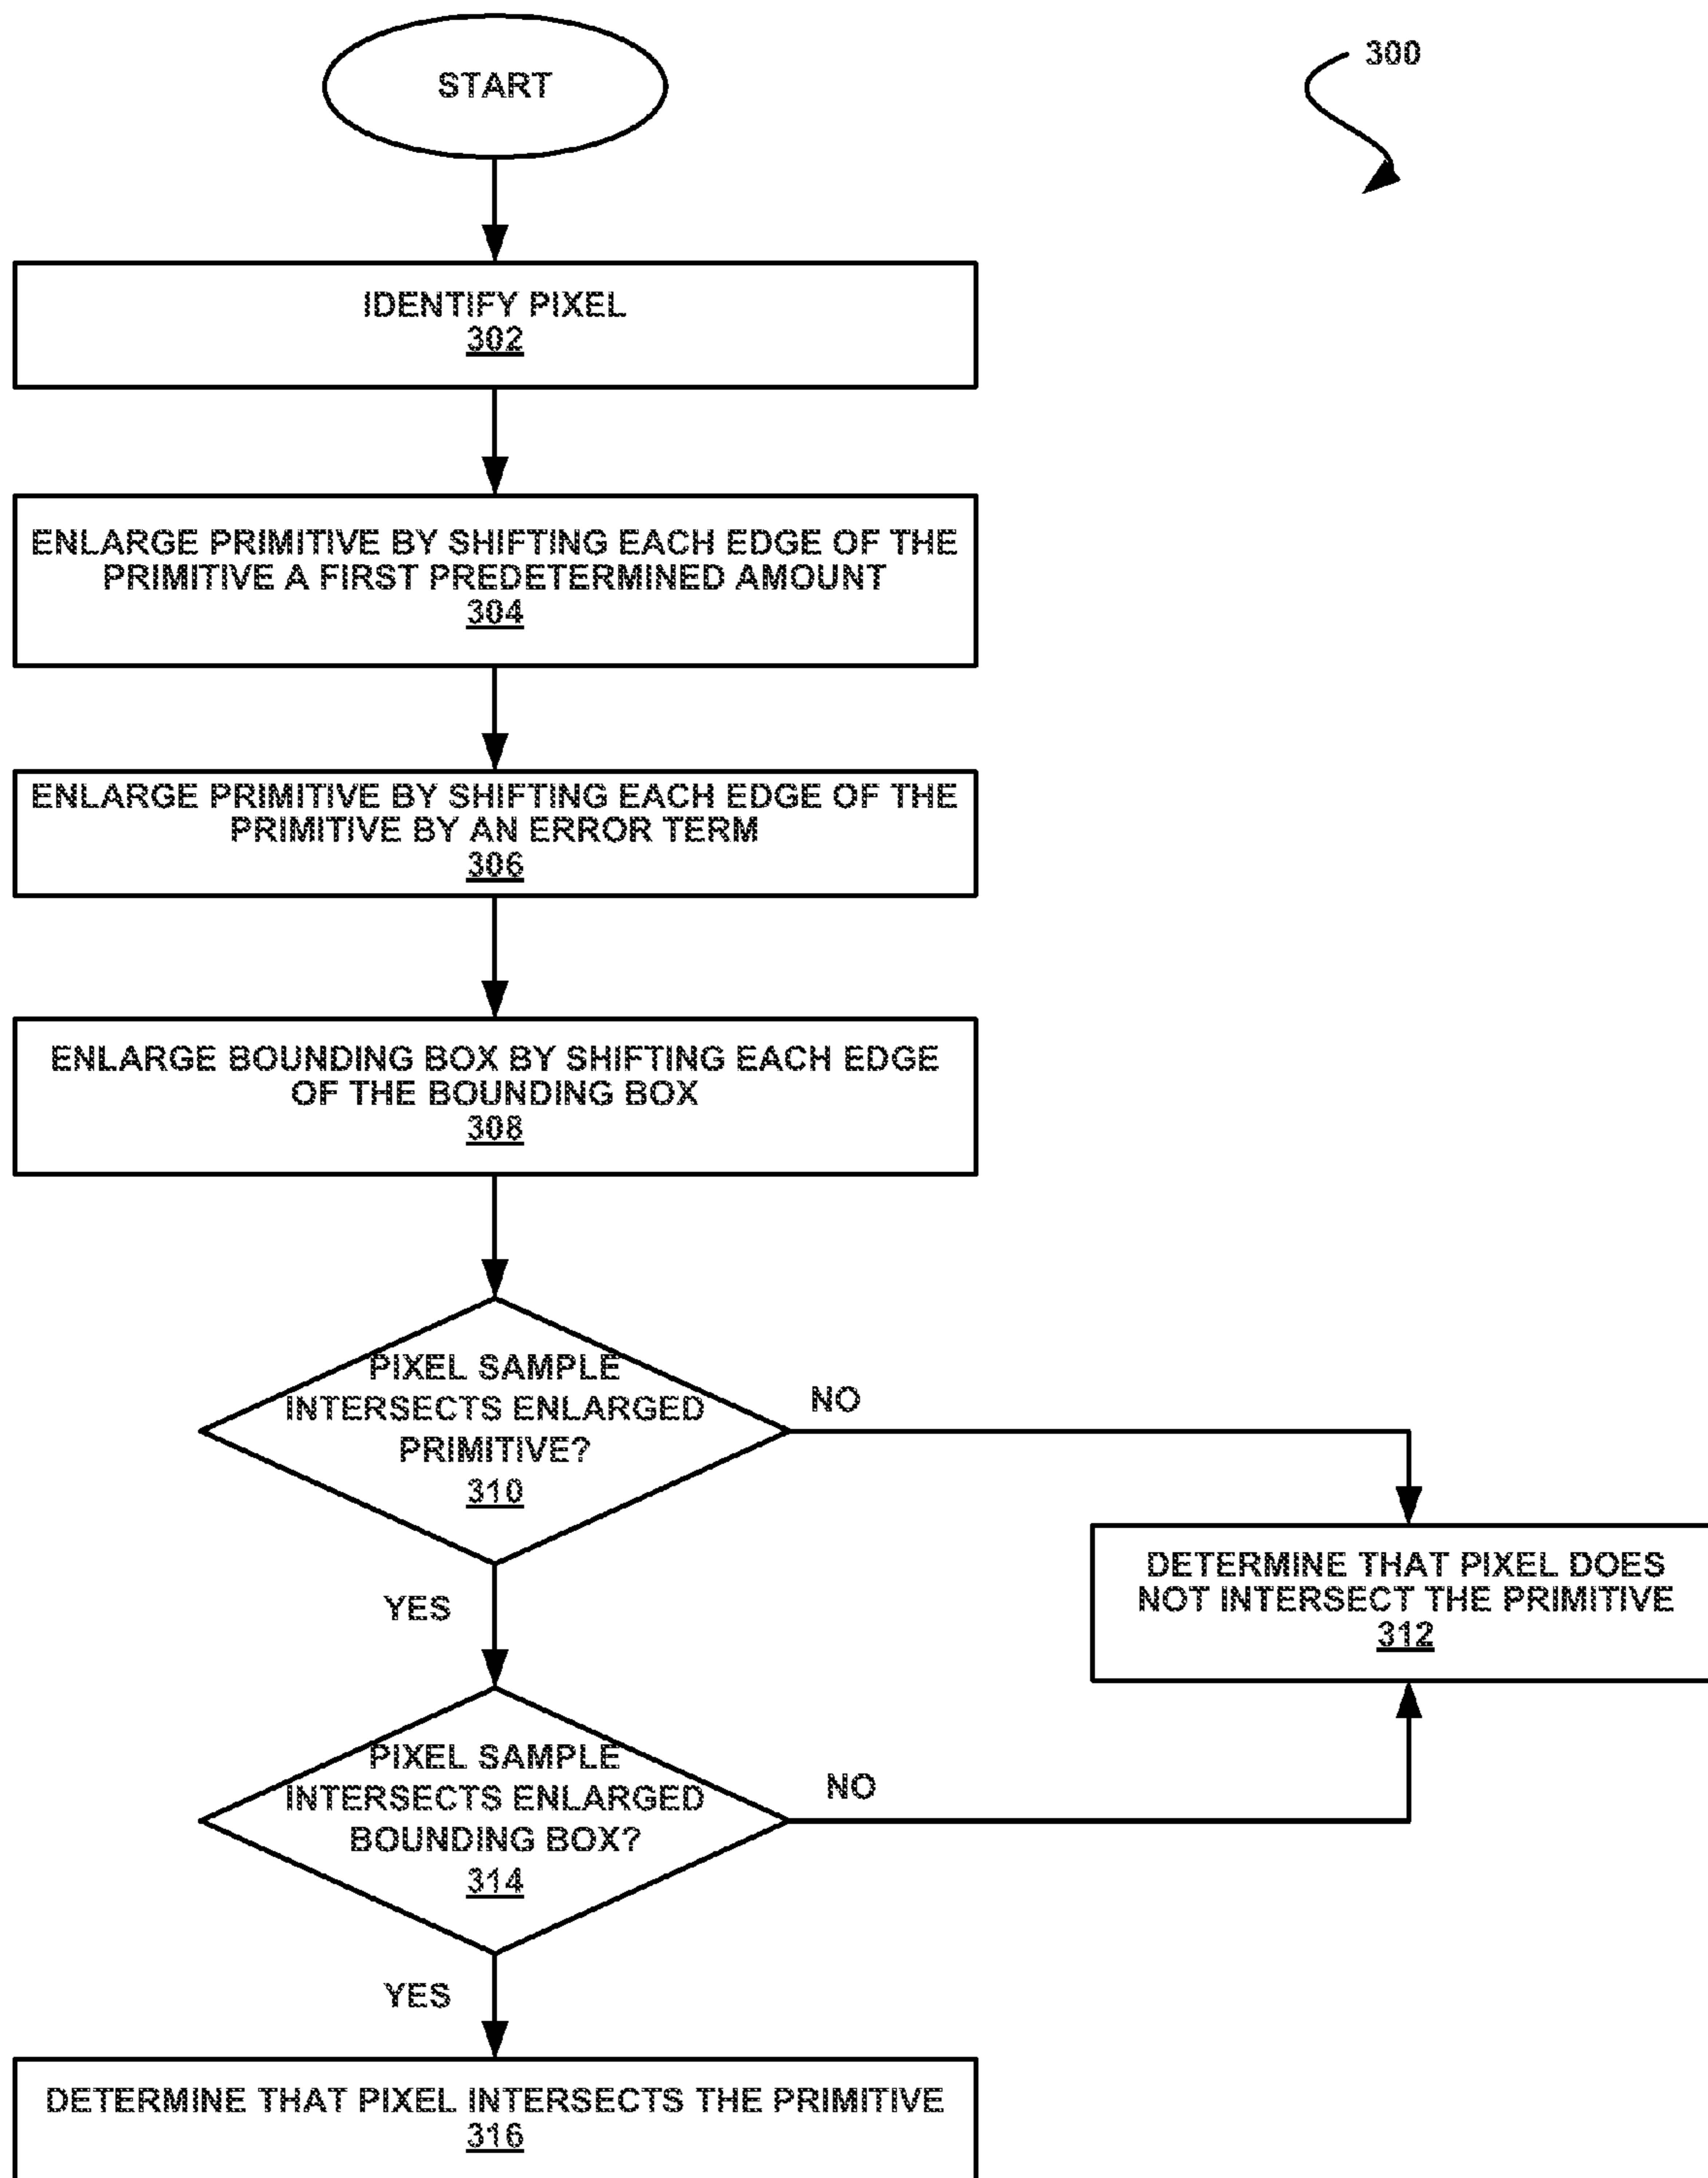 START
300
IDENTIFY PIXEL
302
ENLARGE PRIMITIVE BY SHIFTING EACH EDGE OF THE
PRIMITIVE A FIRST PREDETERMINED AMOUNT
304
ENLARGE PRIMITIVE BY SHIFTING EACH EDGE OF THE
PRIMITIVE BY AN ERROR TERM
306
ENLARGE BOUNDING BOX BY SHIFTING EACH EDGE
OF THE BOUNDING BOX
308
PIXEL SAMPLE
INTERSECTS ENLARGED
PRIMITIVE?
310
NO
YES
DETERMINE THAT PIXEL DOES
NOT INTERSECT THE PRIMITIVE
312
PIXEL SAMPLE
INTERSECTS ENLARGED
BOUNDING BOX?
314
NO
YES
DETERMINE THAT PIXEL INTERSECTS THE PRIMITIVE
316